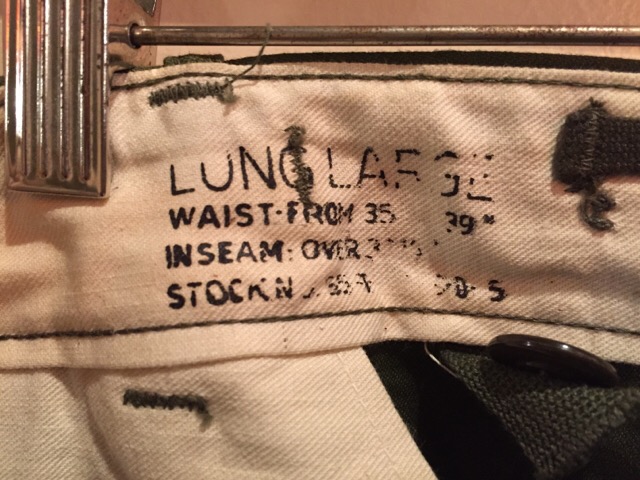 LONG LARGE
WAIST-FROM 35 39"
INSEAM: OVER
STOCK N